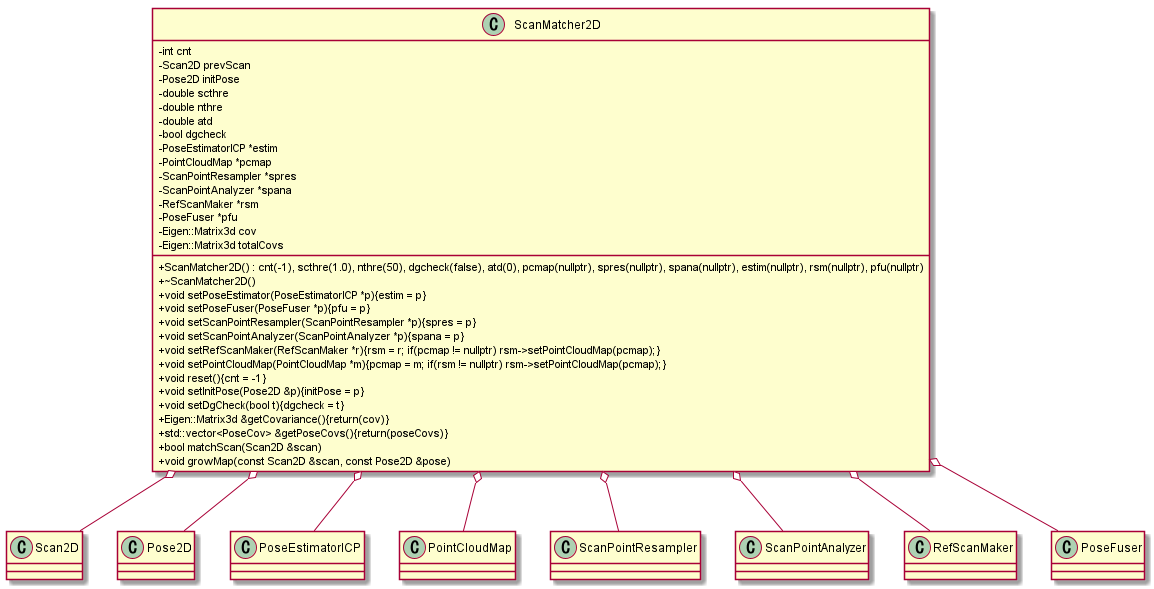 C ScanMatcher2D
-int cnt
-Scan2D prevScan
-Pose2D initPose
-double scthre
-double nthre
-double atd
-bool dgcheck
-PoseEstimatorICP *estim
-PointCloudMap *pcmap
-ScanPointResampler *spres
-ScanPointAnalyzer *spana
-RefScanMaker *rsm
-PoseFuser *pfu
-Eigen::Matrix3d cov
-Eigen::Matrix3d totalCovs
+ScanMatcher2D() : cnt(-1), scthre(1.0), nthre(50), dgcheck(false), atd(0), pcmap(nullptr), spres(nullptr), spana(nullptr), estim(nullptr), rsm(nullptr), pfu(nullptr)
+~ScanMatcher2D()
+void setPoseEstimator(PoseEstimatorICP *p){estim = p}
+void setPoseFuser(PoseFuser *p){pfu = p}
+void setScanPointResampler(ScanPointResampler *p){spres = p}
+void setScanPointAnalyzer(ScanPointAnalyzer *p){spana = p}
+void setRefScanMaker(RefScanMaker *r){rsm = r; if(pcmap != nullptr) rsm->setPointCloudMap(pcmap);}
+void setPointCloudMap(PointCloudMap *m){pcmap = m; if(rsm != nullptr) rsm->setPointCloudMap(pcmap);}
+void reset(){cnt = -1}
+void setInitPose(Pose2D &p){initPose = p}
+void setDgCheck(bool t){dgcheck = t}
+Eigen::Matrix3d &getCovariance(){return(cov)}
+std::vector<PoseCov> &getPoseCovs(){return(poseCovs)}
+bool matchScan(Scan2D &scan)
+void growMap(const Scan2D &scan, const Pose2D &pose)
C Scan2D
C Pose2D
C PoseEstimatorICP
C PointCloudMap
C ScanPointResampler
C ScanPointAnalyzer
C RefScanMaker
C PoseFuser